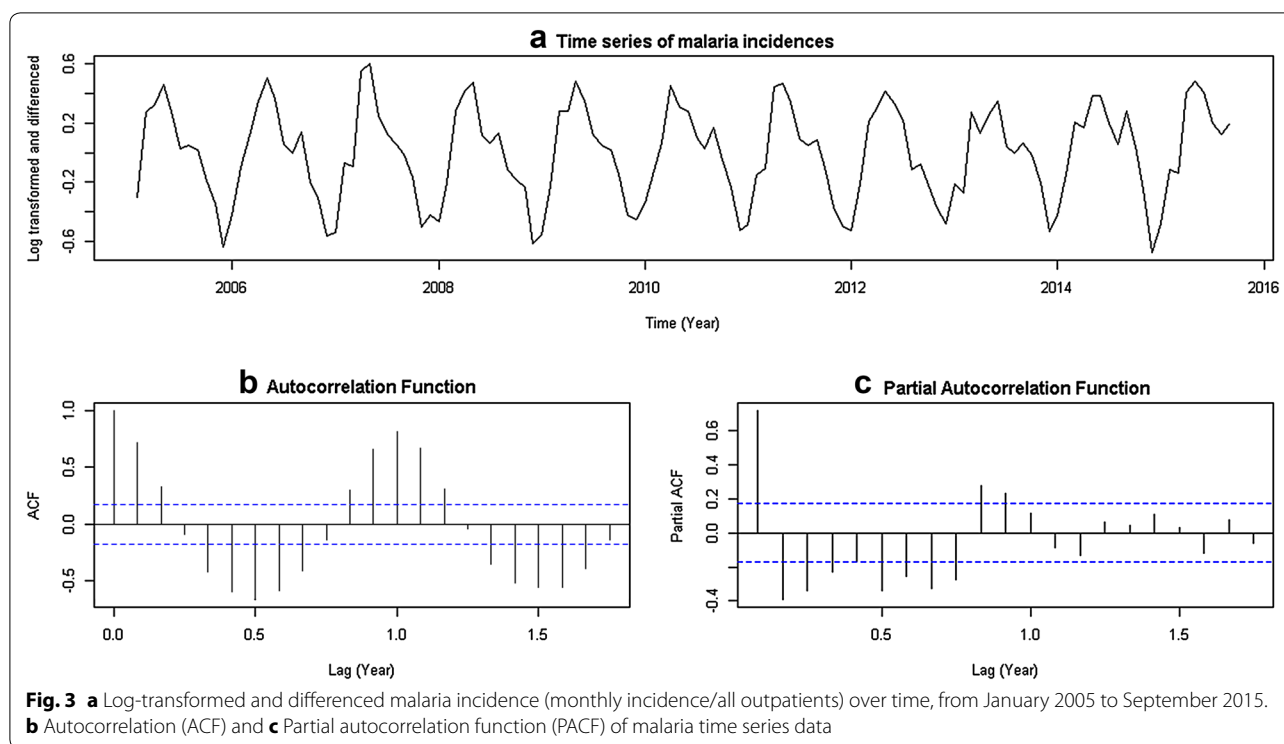 a Time series of malaria incidences
Log transformed and differenced
0.6
0.2
-0.2
-0.6
2006 2008 2010 2012 2014 2016
Time (Year)
b Autocorrelation Function
ACF
1.0
0.5
0.0
-0.5
0.0 0.5 1.0 1.5
Lag (Year)
c Partial Autocorrelation Function
Partial ACF
0.6
0.4
0.2
0.0
-0.4
0.5 1.0 1.5
Lag (Year)
Fig. 3 a Log-transformed and differenced malaria incidence (monthly incidence/all outpatients) over time, from January 2005 to September 2015.
b Autocorrelation (ACF) and c Partial autocorrelation function (PACF) of malaria time series data